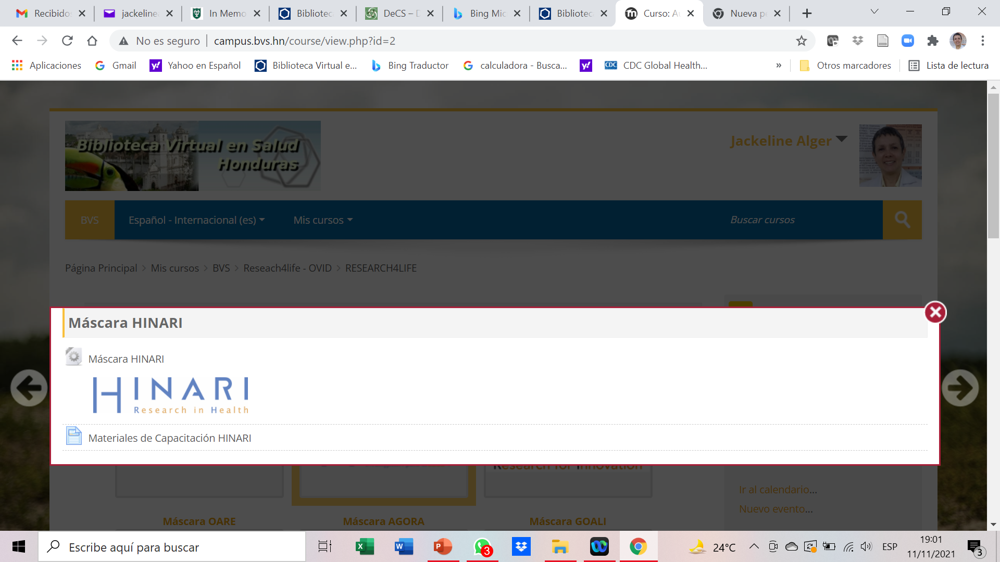 Recibido
jackeline
In Memo
Bibliotec
DeCS – D
Bing Mic
Bibliotec
Curso: Au
Nueva pe
No es seguro
campus.bvs.hn/course/view.php?id=2
Aplicaciones
Gmail
Yahoo en Español
Biblioteca Virtual e...
Bing Traductor
calculadora - Busca...
CDC Global Health...
»
Otros marcadores
Lista de lectura
Biblioteca Virtual en Salud
Honduras
Jackeline Alger
BVS
Español - Internacional (es)
Mis cursos
Buscar cursos
Página Principal > Mis cursos > BVS > Reseach4life - OVID > RESEARCH4LIFE
Máscara HINARI
Máscara HINARI
HINARI
Research in Health
Materiales de Capacitación HINARI
Research for Innovation
Ir al calendario...
Nuevo evento...
Máscara OARE
Máscara AGORA
Máscara GOALI
Escribe aquí para buscar
3
24°C
ESP
19:01
11/11/2021
3